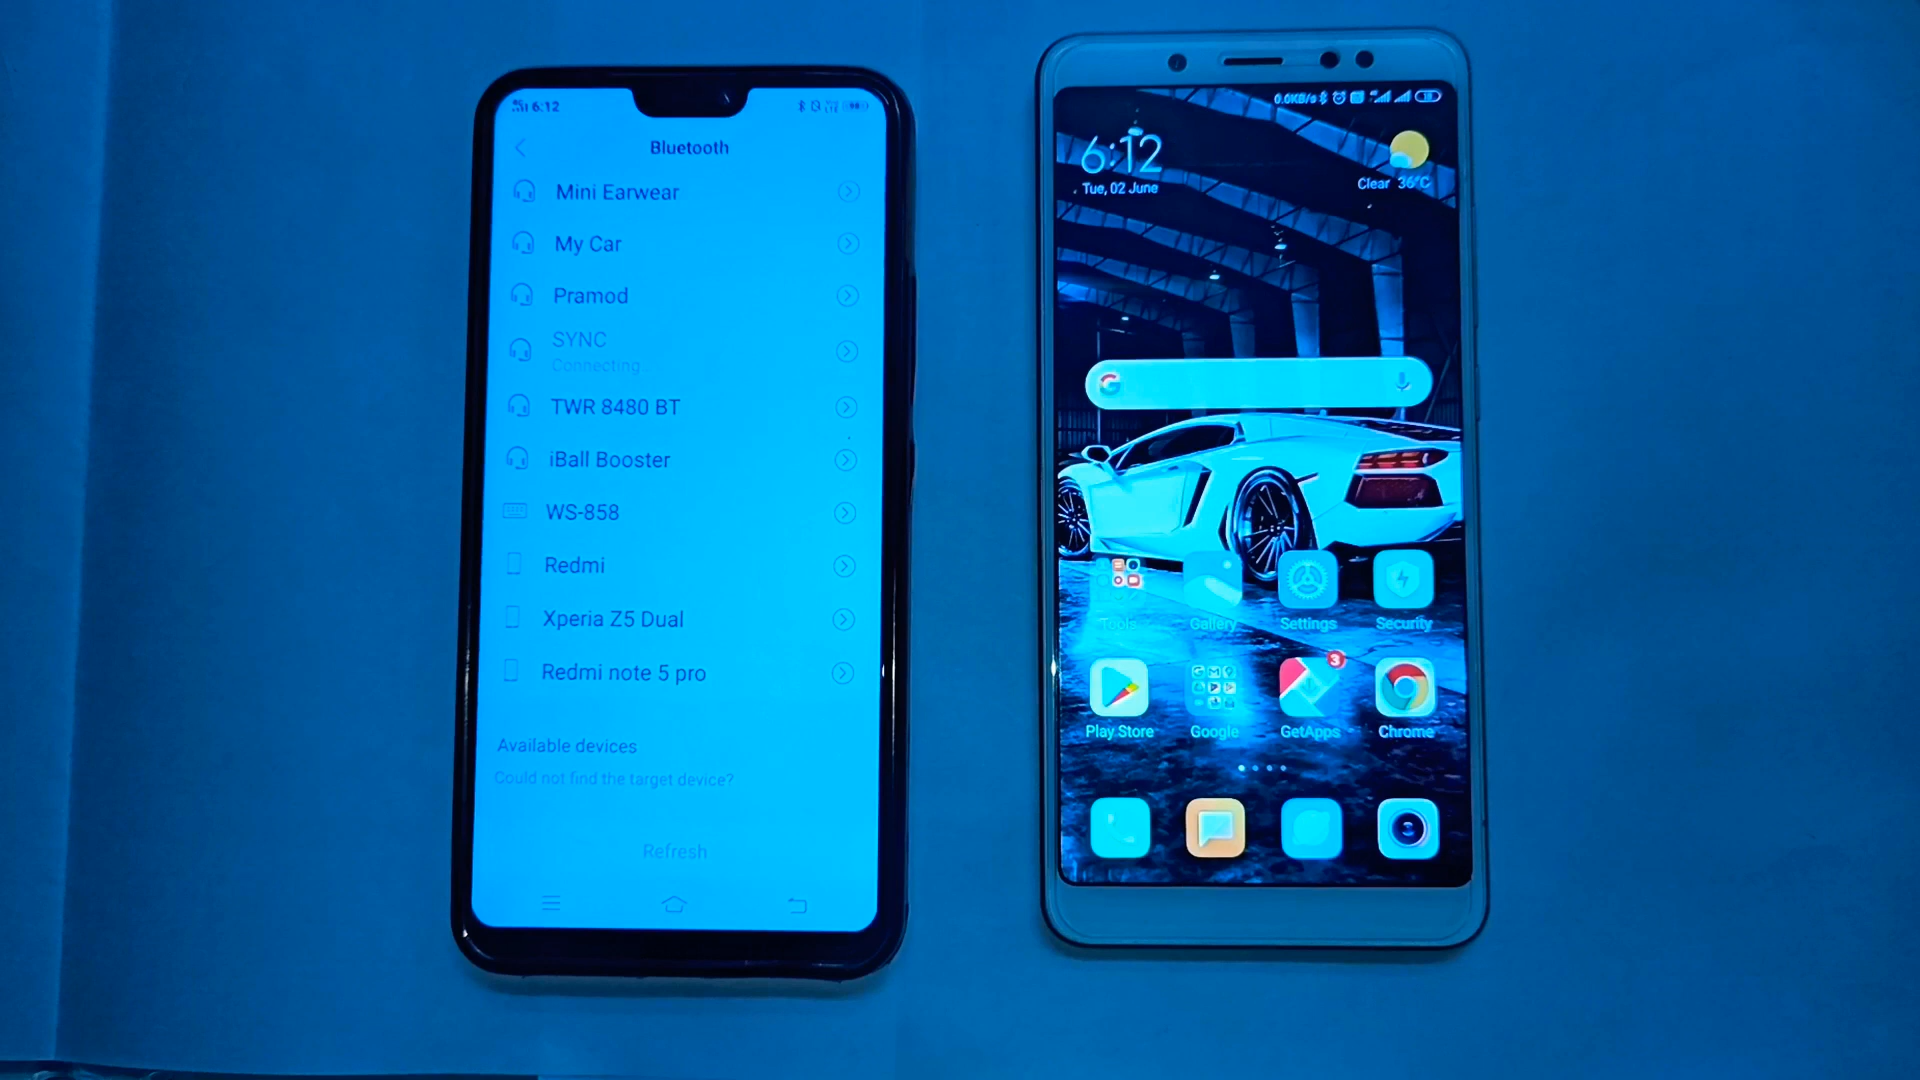 6:12
Bluetooth
Mini Earwear
My Car
Pramod
SYNC
Connecting
TWR 8480 BT
iBall Booster
WS-858
Redmi
Xperia Z5 Dual
Redmi note 5 pro
Available devices
Could not find the target device?
Refresh
0.0KB/s
6:12
Tue, 02 June
Clear 36°C
Tools
Gallery
Settings
Security
3
Play Store
Google
GetApps
Chrome